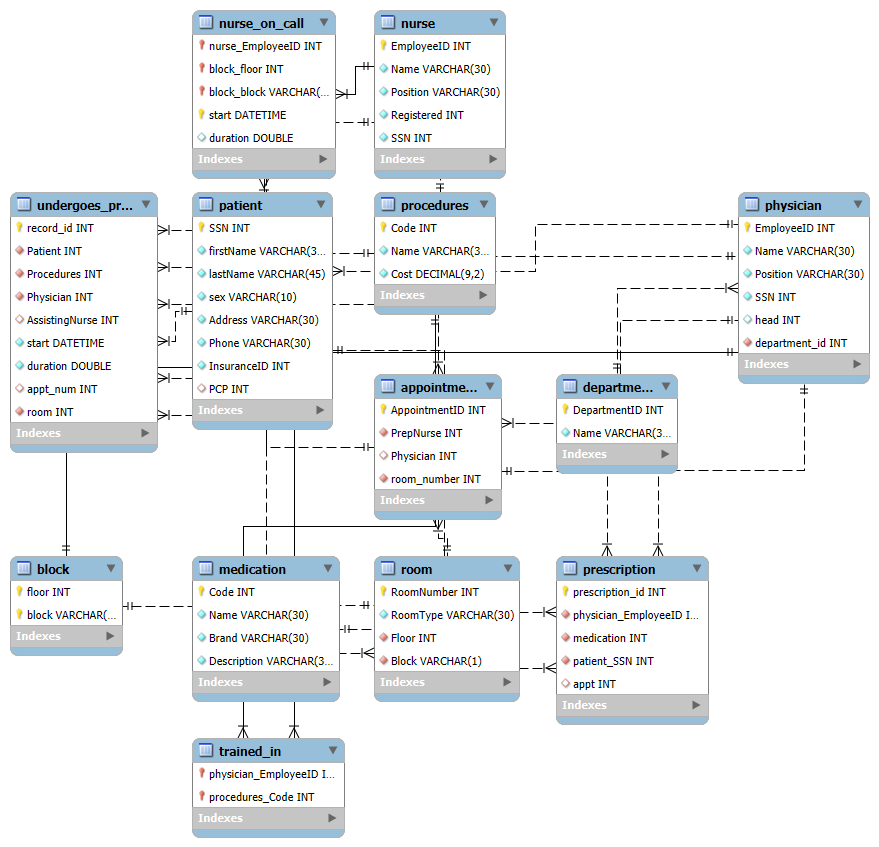 nurse_on_call
nurse_EmployeeID INT
block_floor INT
block_block VARCHAR(...
start DATETIME
duration DOUBLE
Indexes
nurse
EmployeeID INT
Name VARCHAR(30)
Position VARCHAR(30)
Registered INT
SSN INT
Indexes
undergoes_pr...
record_id INT
Patient INT
Procedures INT
Physician INT
AssistingNurse INT
start DATETIME
duration DOUBLE
appt_num INT
room INT
Indexes
patient
SSN INT
firstName VARCHAR(3...
lastName VARCHAR(45)
sex VARCHAR(10)
Address VARCHAR(30)
Phone VARCHAR(30)
InsuranceID INT
PCP INT
Indexes
procedures
Code INT
Name VARCHAR(3...
Cost DECIMAL(9,2)
Indexes
physician
EmployeeID INT
Name VARCHAR(30)
Position VARCHAR(30)
SSN INT
head INT
department_id INT
Indexes
appointme...
AppointmentID INT
PrepNurse INT
Physician INT
room_number INT
Indexes
departme...
DepartmentID INT
Name VARCHAR(3...
Indexes
block
floor INT
block VARCHAR(...
Indexes
medication
Code INT
Name VARCHAR(30)
Brand VARCHAR(30)
Description VARCHAR(3...
Indexes
room
RoomNumber INT
RoomType VARCHAR(30)
Floor INT
Block VARCHAR(1)
Indexes
prescription
prescription_id INT
physician_EmployeeID I...
medication INT
patient_SSN INT
appt INT
Indexes
trained_in
physician_EmployeeID I...
procedures_Code INT
Indexes